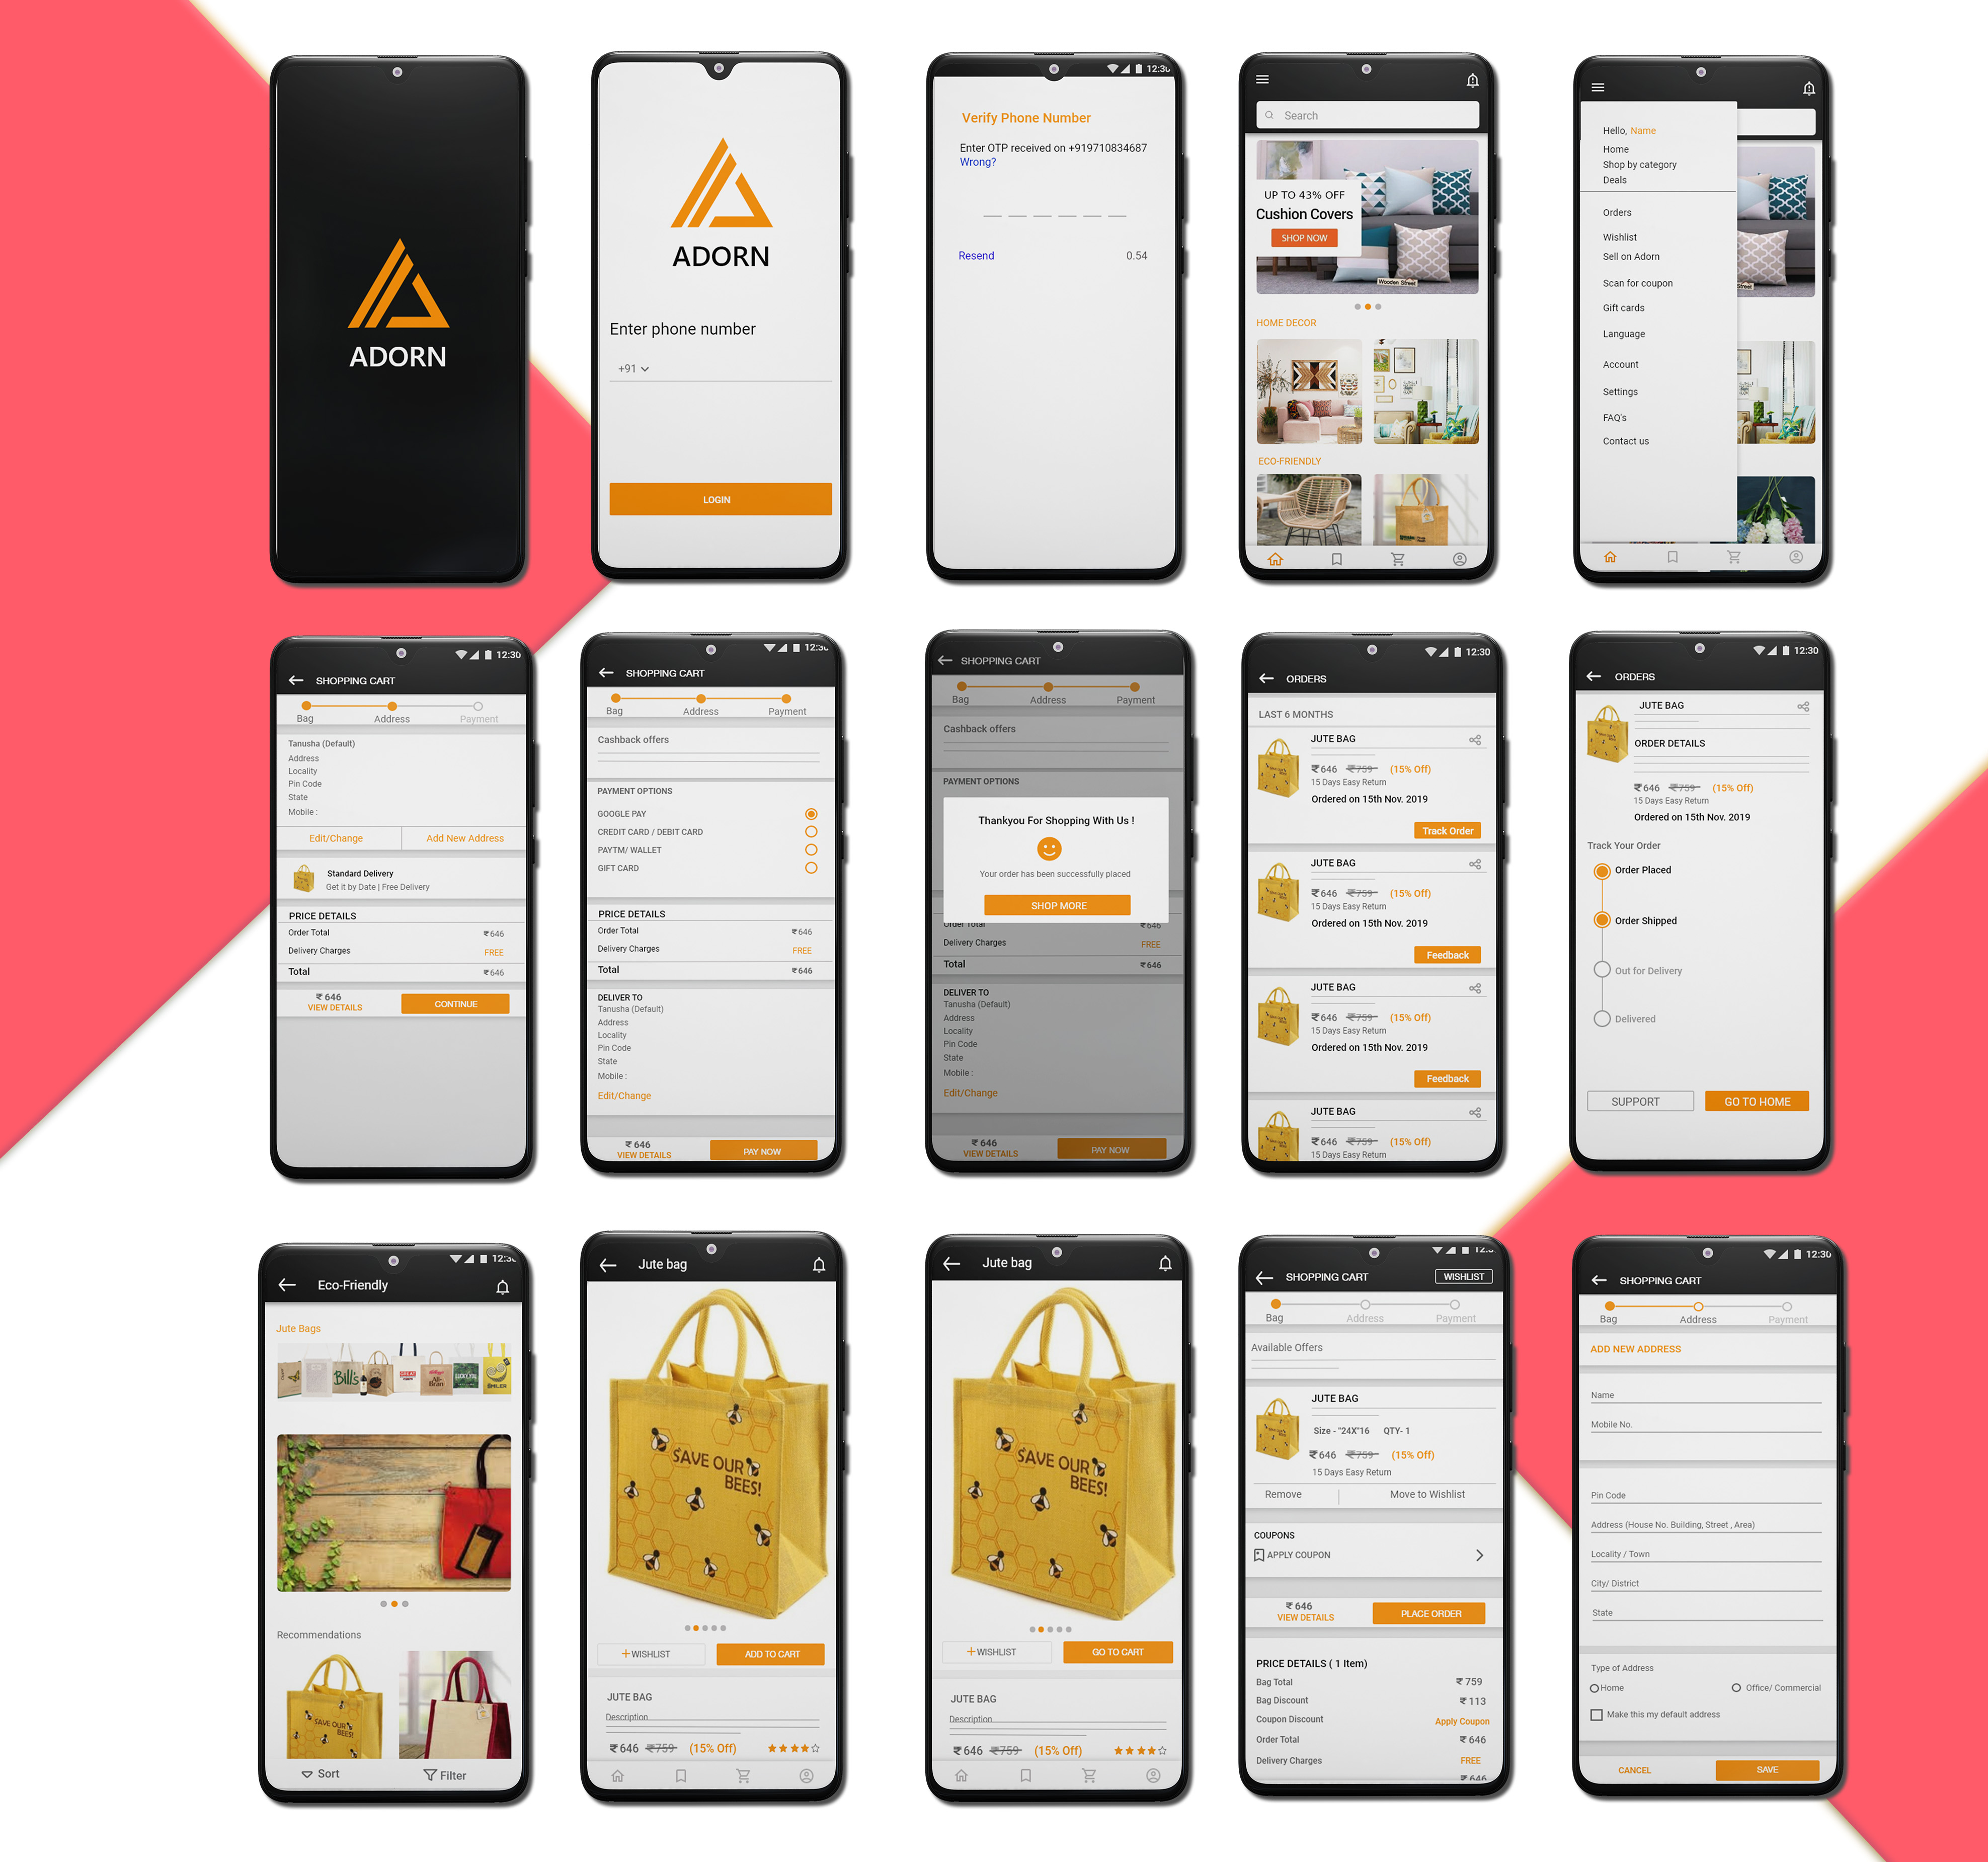 ADORN
ADORN
Enter phone number
+91
LOGIN
12:30
Verify Phone Number
Enter OTP received on +919710834687
Wrong?
Resend 0.54
Search
UP TO 43% OFF
Cushion Covers
SHOP NOW
Wooden Street
HOME DECOR
ECO-FRIENDLY
Hello, Name
Home
Shop by category
Deals
Orders
Wishlist
Sell on Adorn
Scan for coupon
Gift cards
Language
Account
Settings
FAQ's
Contact us
12:30
SHOPPING CART
Bag Address Payment
Tanusha (Default)
Address
Locality
Pin Code
State
Mobile :
Edit/Change Add New Address
Standard Delivery
Get it by Date | Free Delivery
PRICE DETAILS
Order Total ₹646
Delivery Charges FREE
Total ₹646
₹ 646
VIEW DETAILS CONTINUE
12:30
SHOPPING CART
Bag Address Payment
Cashback offers
PAYMENT OPTIONS
GOOGLE PAY
CREDIT CARD / DEBIT CARD
PAYTM/ WALLET
GIFT CARD
PRICE DETAILS
Order Total ₹646
Delivery Charges FREE
Total ₹646
DELIVER TO
Tanusha (Default)
Address
Locality
Pin Code
State
Mobile :
Edit/Change
₹ 646
VIEW DETAILS PAY NOW
SHOPPING CART
Bag Address Payment
Cashback offers
PAYMENT OPTIONS
Thankyou For Shopping With Us !
Your order has been successfully placed
SHOP MORE
Order Total ₹646
Delivery Charges FREE
Total ₹646
DELIVER TO
Tanusha (Default)
Address
Locality
Pin Code
State
Mobile :
Edit/Change
₹ 646
VIEW DETAILS PAY NOW
12:30
ORDERS
LAST 6 MONTHS
JUTE BAG
₹646 ₹759 (15% Off)
15 Days Easy Return
Ordered on 15th Nov. 2019
Track Order
JUTE BAG
₹646 ₹759 (15% Off)
15 Days Easy Return
Ordered on 15th Nov. 2019
Feedback
JUTE BAG
₹646 ₹759 (15% Off)
15 Days Easy Return
Ordered on 15th Nov. 2019
Feedback
JUTE BAG
₹646 ₹759 (15% Off)
15 Days Easy Return
12:30
ORDERS
JUTE BAG
ORDER DETAILS
₹646 ₹759 (15% Off)
15 Days Easy Return
Ordered on 15th Nov. 2019
Track Your Order
Order Placed
Order Shipped
Out for Delivery
Delivered
SUPPORT GO TO HOME
12:30
Eco-Friendly
Jute Bags
Bill's
All-Bran
SMILER
Recommendations
SAVE OUR
BEES!
Sort Filter
Jute bag
SAVE OUR
BEES!
+WISHLIST ADD TO CART
JUTE BAG
Description
₹646 ₹759 (15% Off)
Jute bag
SAVE OUR
BEES!
+WISHLIST GO TO CART
JUTE BAG
Description
₹646 ₹759 (15% Off)
SHOPPING CART WISHLIST
Bag Address Payment
Available Offers
JUTE BAG
Size - "24X"16 QTY- 1
₹646 ₹759 (15% Off)
15 Days Easy Return
Remove Move to Wishlist
COUPONS
APPLY COUPON
₹ 646
VIEW DETAILS PLACE ORDER
PRICE DETAILS ( 1 Item)
Bag Total ₹ 759
Bag Discount ₹ 113
Coupon Discount Apply Coupon
Order Total ₹ 646
Delivery Charges FREE
₹ 646
12:30
SHOPPING CART
Bag Address Payment
ADD NEW ADDRESS
Name
Mobile No.
Pin Code
Address (House No. Building, Street , Area)
Locality / Town
City/ District
State
Type of Address
Home Office/ Commercial
Make this my default address
CANCEL SAVE